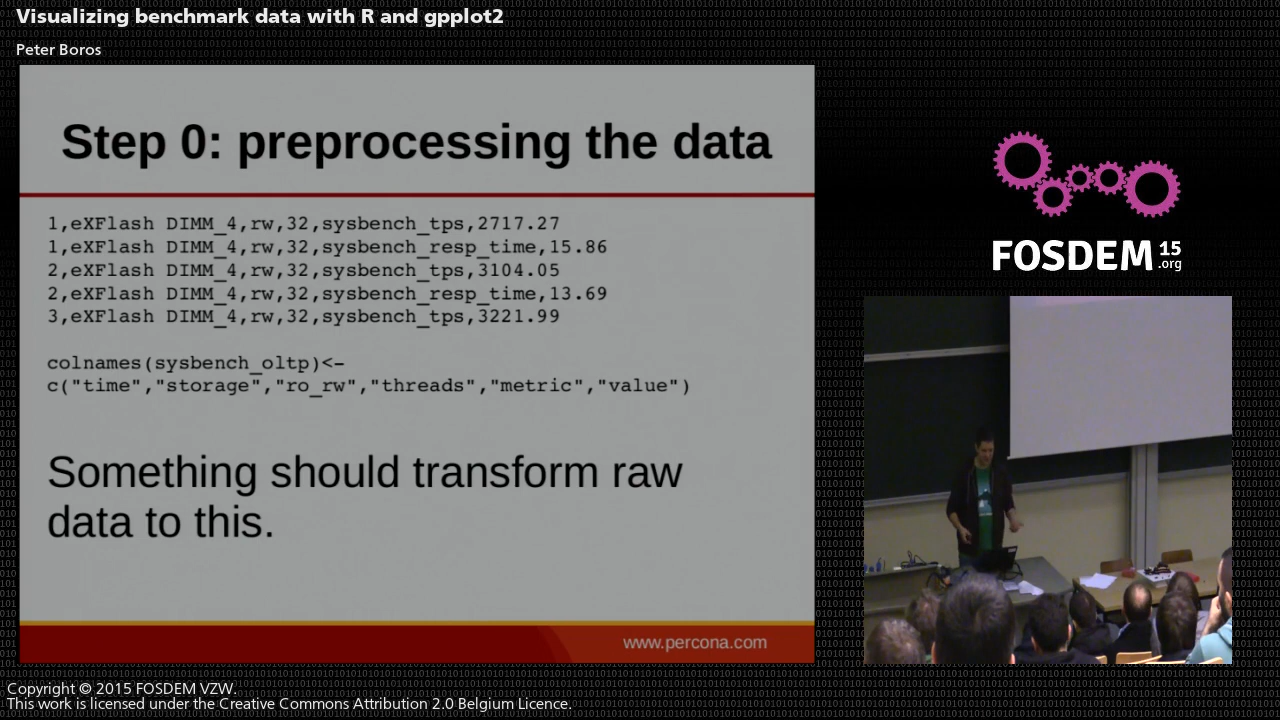 Visualizing benchmark data with R and gpplot2
Peter Boros
Step 0: preprocessing the data
1,eXFlash DIMM_4,rw,32,sysbench_tps,2717.27
1,eXFlash DIMM_4,rw,32,sysbench_resp_time,15.86
2,eXFlash DIMM_4,rw,32,sysbench_tps,3104.05
2,eXFlash DIMM_4,rw,32,sysbench_resp_time,13.69
3,eXFlash DIMM_4,rw,32,sysbench_tps,3221.99
colnames(sysbench_oltp)<-
c("time","storage","ro_rw","threads","metric","value")
Something should transform raw
data to this.
www.percona.com
FOSDEM 15
.org
Copyright © 2015 FOSDEM VZW.
This work is licensed under the Creative Commons Attribution 2.0 Belgium Licence.